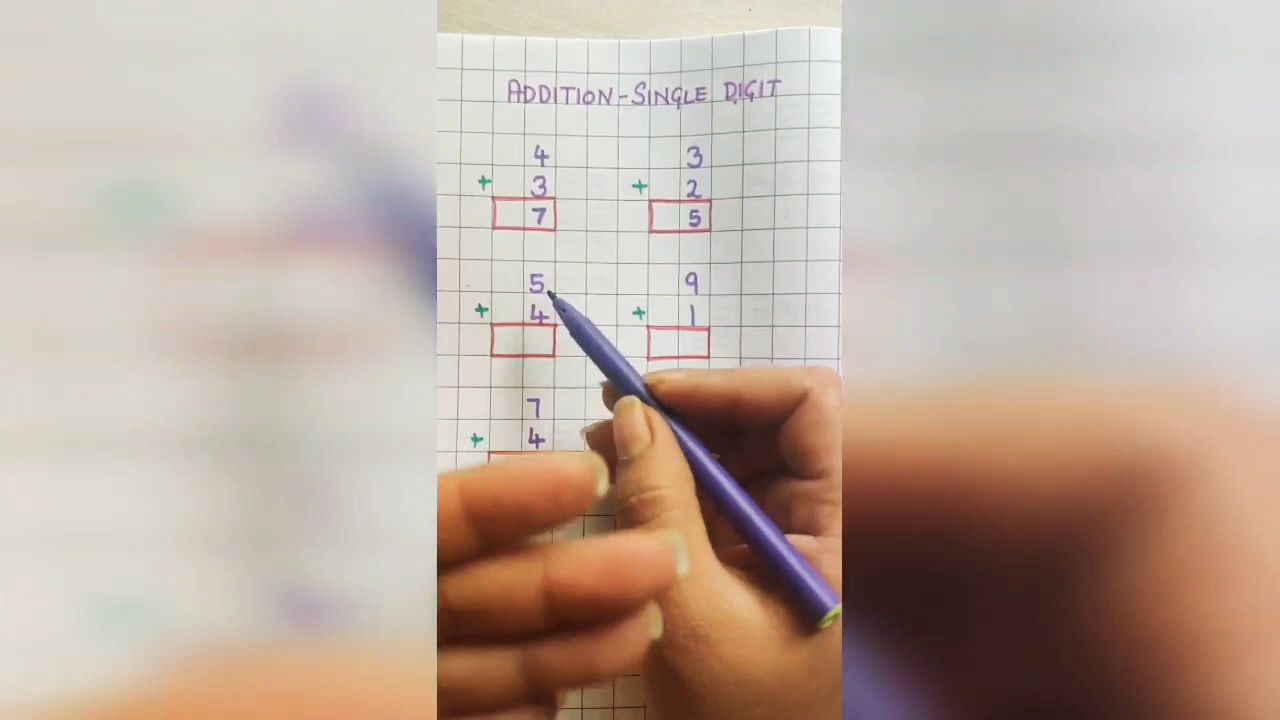 ADDITION-SINGLE DIGIT
4 3
+ 3 + 2
7 5
5 9
+ 4 + 1
7
+ 4